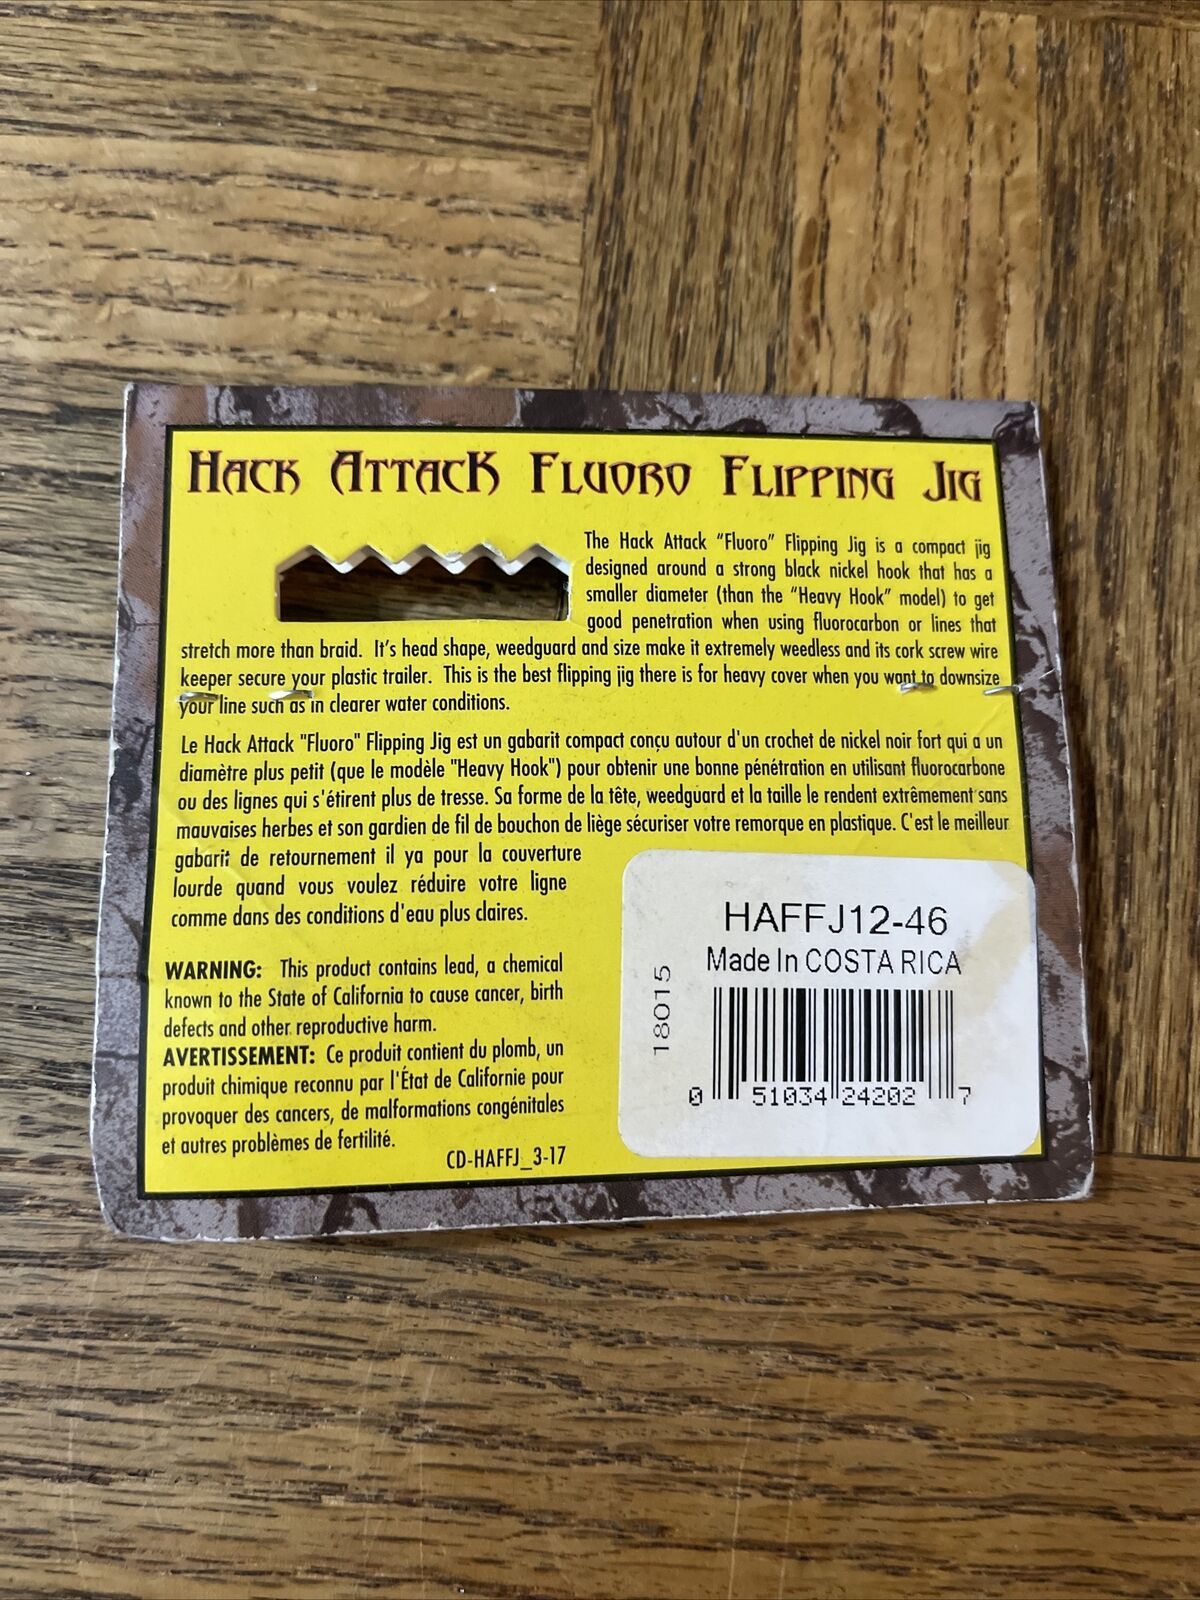 Hack Attack Fluoro Flipping Jig
The Hack Attack “Fluoro” Flipping Jig is a compact jig
designed around a strong black nickel hook that has a
smaller diameter (than the “Heavy Hook” model) to get
good penetration when using fluorocarbon or lines that
stretch more than braid. It’s head shape, weedguard and size make it extremely weedless and its cork screw wire
keeper secure your plastic trailer. This is the best flipping jig there is for heavy cover when you want to downsize
your line such as in clearer water conditions.
Le Hack Attack "Fluoro" Flipping Jig est un gabarit compact conçu autour d'un crochet de nickel noir fort qui a un
diamètre plus petit (que le modèle "Heavy Hook") pour obtenir une bonne pénétration en utilisant fluorocarbone
ou des lignes qui s'étirent plus de tresse. Sa forme de la tête, weedguard et la taille le rendent extrêmement sans
mauvaises herbes et son gardien de fil de bouchon de liège sécuriser votre remorque en plastique. C'est le meilleur
gabarit de retournement il ya pour la couverture
lourde quand vous voulez réduire votre ligne
comme dans des conditions d'eau plus claires.
WARNING: This product contains lead, a chemical
known to the State of California to cause cancer, birth
defects and other reproductive harm.
AVERTISSEMENT: Ce produit contient du plomb, un
produit chimique reconnu par l'État de Californie pour
provoquer des cancers, de malformations congénitales
et autres problèmes de fertilité.
CD-HAFFJ_3-17
HAFFJ12-46
Made In COSTA RICA
18015
0 51034 24202 7